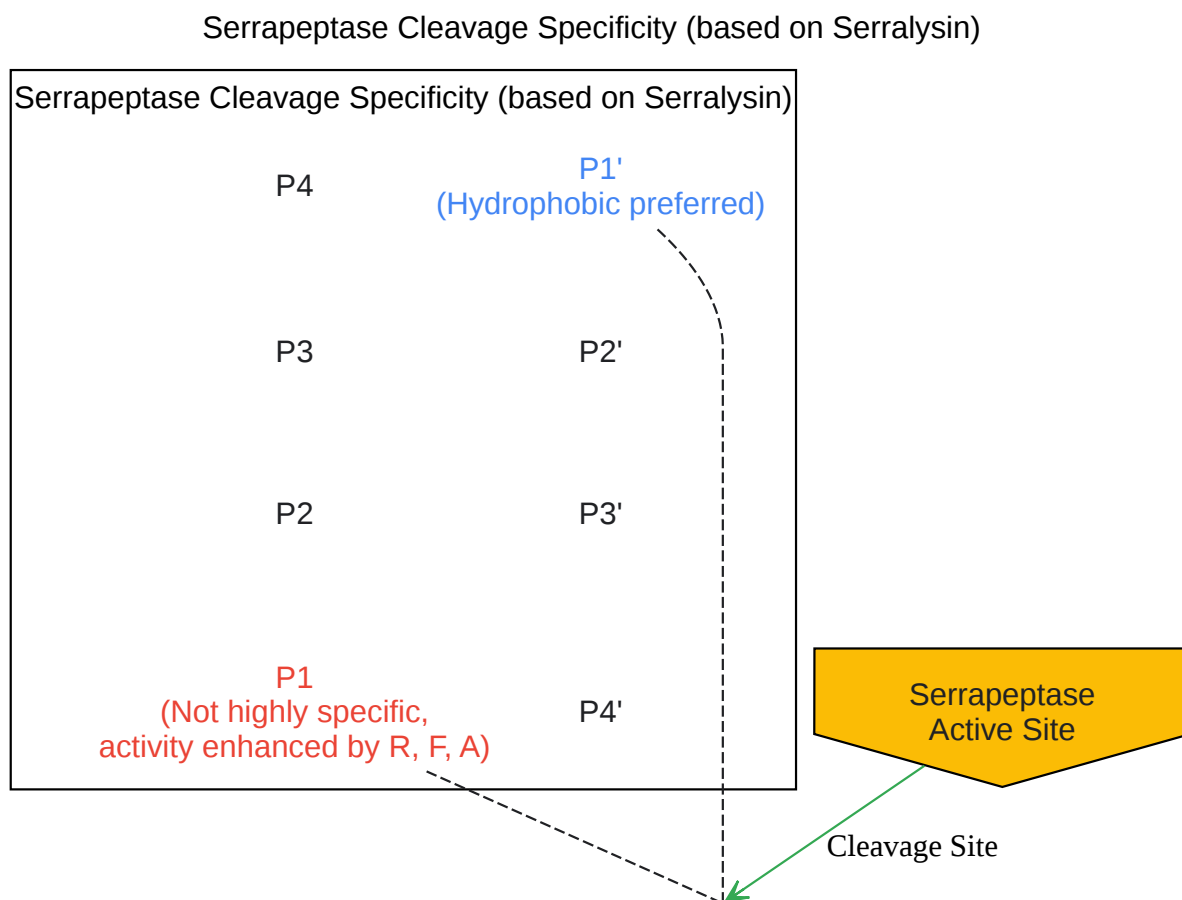 Serrapeptase Cleavage Specificity (based on Serralysin)
Serrapeptase Cleavage Specificity (based on Serralysin)
P4
P1'
(Hydrophobic preferred)
P3
P2'
P2
P3'
P1
(Not highly specific,
activity enhanced by R, F, A)
P4'
Serrapeptase
Active Site
Cleavage Site